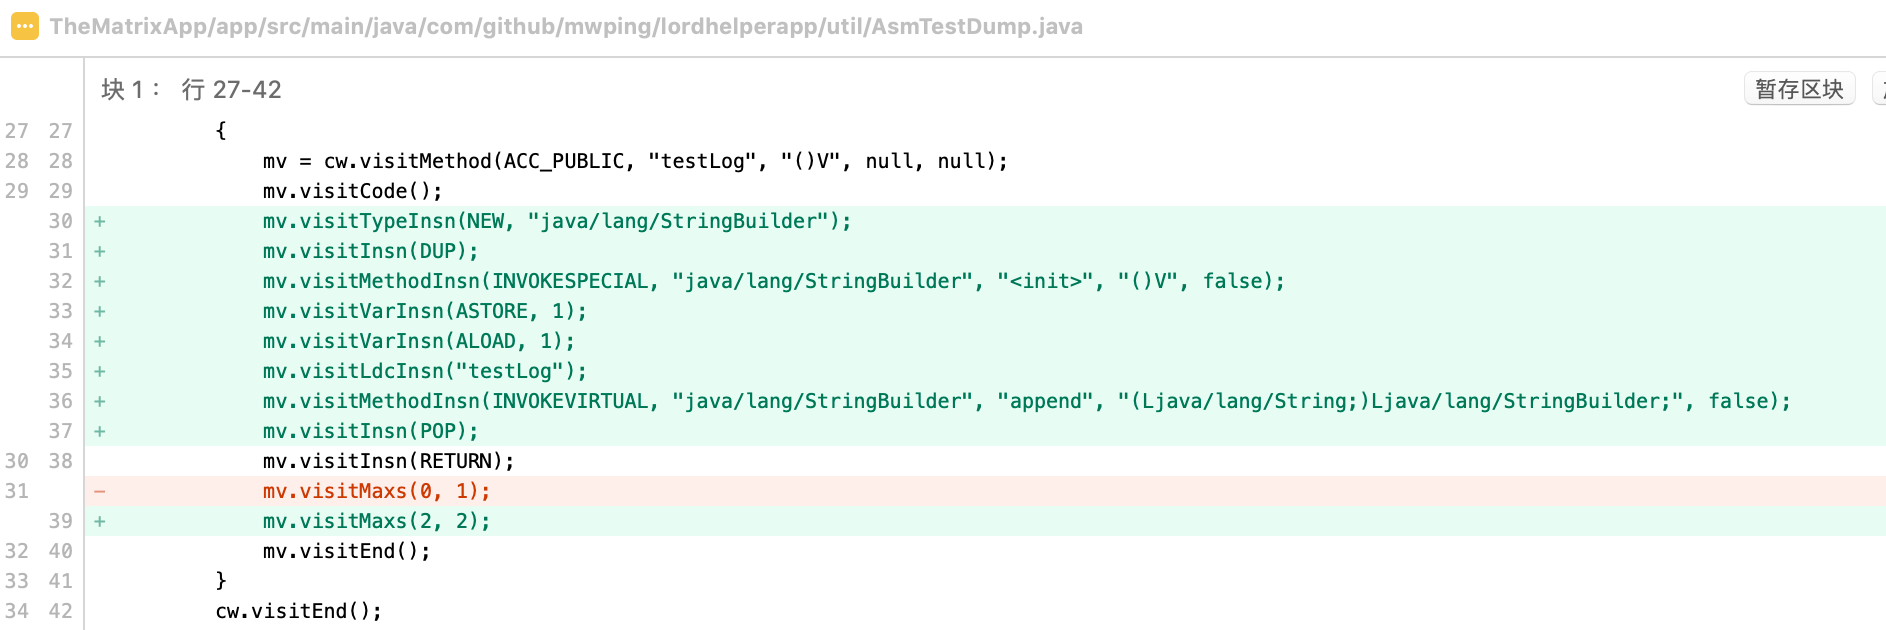 TheMatrixApp/app/src/main/java/com/github/mwping/lordhelperapp/util/AsmTestDump.java
块 1： 行 27-42 暂存区块
27 27 {
28 28 mv = cw.visitMethod(ACC_PUBLIC, "testLog", "()V", null, null);
29 29 mv.visitCode();
30 + mv.visitTypeInsn(NEW, "java/lang/StringBuilder");
31 + mv.visitInsn(DUP);
32 + mv.visitMethodInsn(INVOKESPECIAL, "java/lang/StringBuilder", "<init>", "()V", false);
33 + mv.visitVarInsn(ASTORE, 1);
34 + mv.visitVarInsn(ALOAD, 1);
35 + mv.visitLdcInsn("testLog");
36 + mv.visitMethodInsn(INVOKEVIRTUAL, "java/lang/StringBuilder", "append", "(Ljava/lang/String;)Ljava/lang/StringBuilder;", false);
37 + mv.visitInsn(POP);
30 38 mv.visitInsn(RETURN);
31 − mv.visitMaxs(0, 1);
39 + mv.visitMaxs(2, 2);
32 40 mv.visitEnd();
33 41 }
34 42 cw.visitEnd();